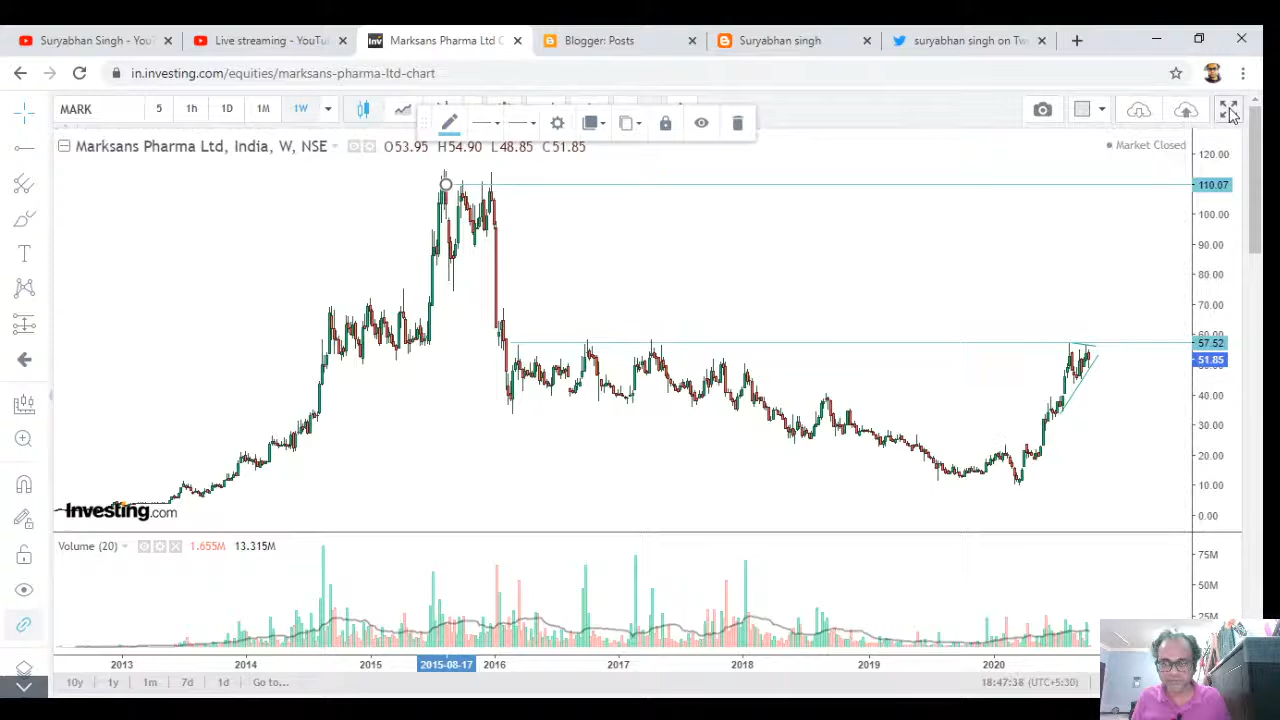 Suryabhan Singh - YouT
Live streaming - YouTu
Marksans Pharma Ltd C
Blogger: Posts
Suryabhan singh
suryabhan singh on Tw
in.investing.com/equities/marksans-pharma-ltd-chart
MARK 5 1h 1D 1M 1W
Marksans Pharma Ltd, India, W, NSE O53.95 H54.90 L48.85 C51.85
Market Closed
120.00
110.07
100.00
90.00
80.00
70.00
60.00
57.52
51.85
40.00
30.00
20.00
10.00
0.00
Investing.com
Volume (20) 1.655M 13.315M
75M
50M
25M
2013 2014 2015 2015-08-17 2016 2017 2018 2019 2020
10y 1y 1m 7d 1d Go to... 18:47:38 (UTC+5:30)